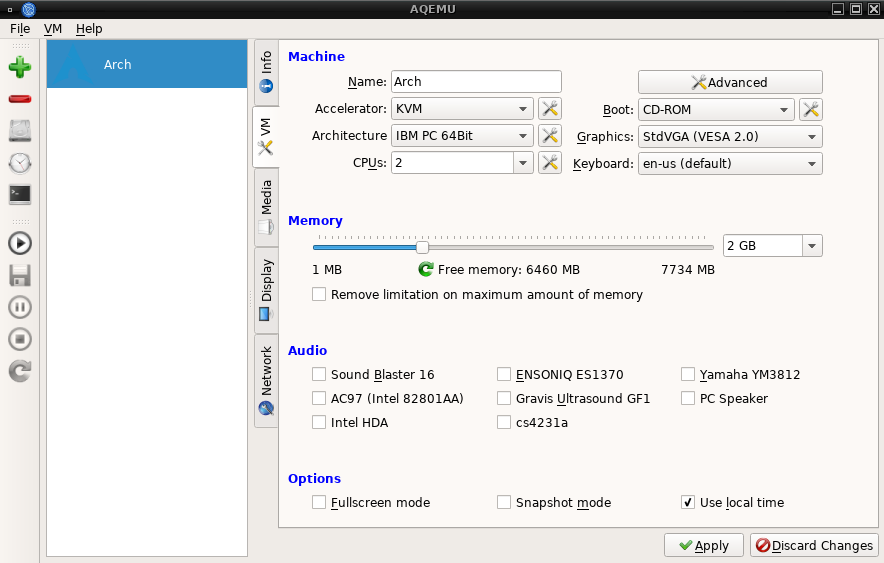 AQEMU
File VM Help
Arch
Info
VM
Media
Display
Network
Machine
Name: Arch Advanced
Accelerator: KVM Boot: CD-ROM
Architecture IBM PC 64Bit Graphics: StdVGA (VESA 2.0)
CPUs: 2 Keyboard: en-us (default)
Memory
2 GB
1 MB Free memory: 6460 MB 7734 MB
Remove limitation on maximum amount of memory
Audio
Sound Blaster 16 ENSONIQ ES1370 Yamaha YM3812
AC97 (Intel 82801AA) Gravis Ultrasound GF1 PC Speaker
Intel HDA cs4231a
Options
Fullscreen mode Snapshot mode Use local time
Apply Discard Changes